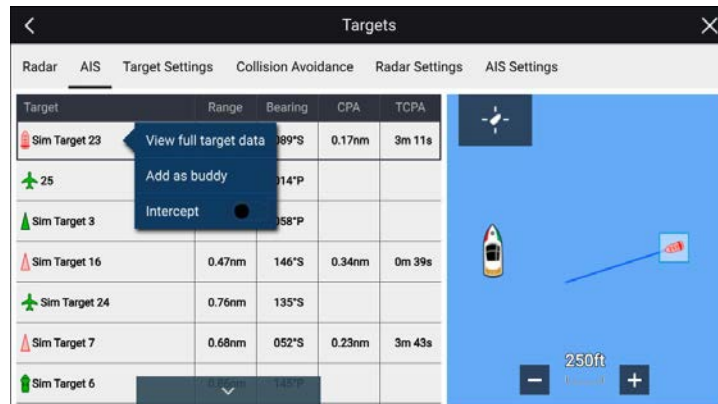 Targets
Radar AIS Target Settings Collision Avoidance Radar Settings AIS Settings
Target Range Bearing CPA TCPA
Sim Target 23 089°S 0.17nm 3m 11s
View full target data
25 014°P
Add as buddy
Sim Target 3 058°P
Intercept
Sim Target 16 0.47nm 146°S 0.34nm 0m 39s
Sim Target 24 0.76nm 135°S
Sim Target 7 0.68nm 052°S 0.23nm 3m 43s
Sim Target 6 145°P
250ft